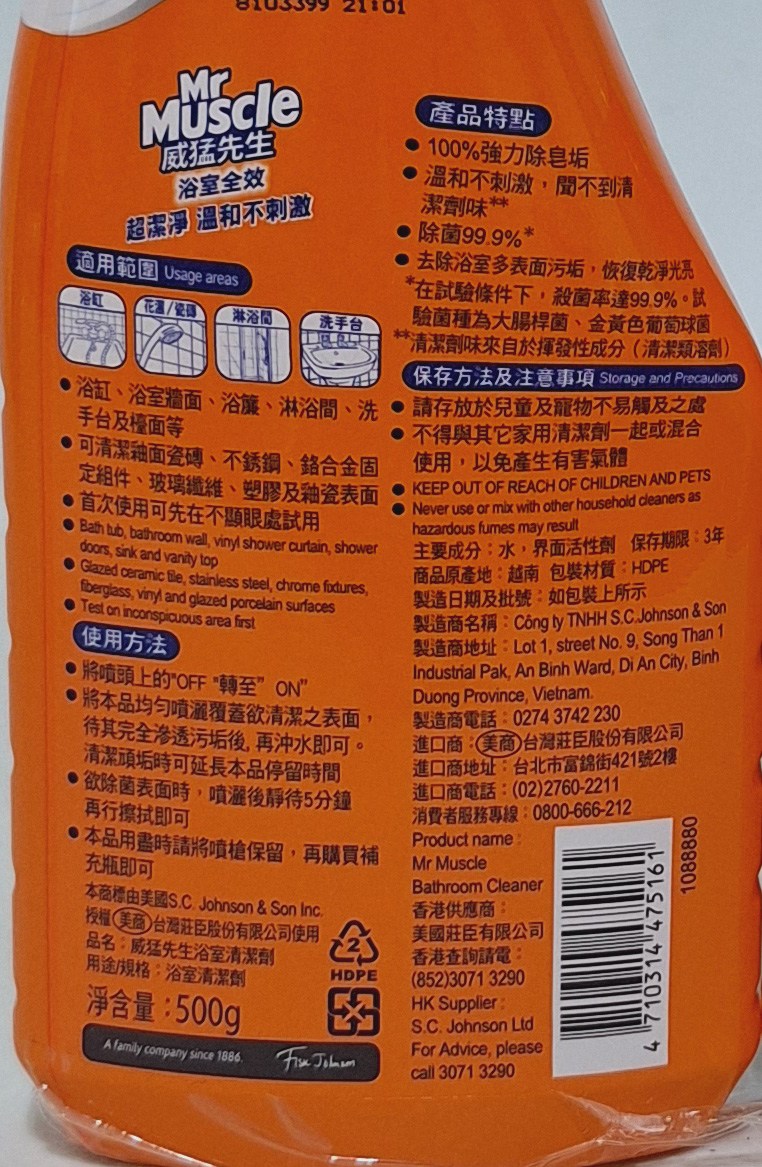 8103399 21:01
Mr
Muscle
威猛先生
浴室全效
超潔淨 溫和不刺激
適用範圍 Usage areas
浴缸
花灑/瓷磚
淋浴間
洗手台
• 浴缸、浴室牆面、浴簾、淋浴間、洗
手台及檯面等
• 可清潔釉面瓷磚、不銹鋼、鉻合金固
定組件、玻璃纖維、塑膠及釉瓷表面
• 首次使用可先在不顯眼處試用
• Bath tub, bathroom wall, vinyl shower curtain, shower
doors, sink and vanity top
• Glazed ceramic tile, stainless steel, chrome fixtures,
fiberglass, vinyl and glazed porcelain surfaces
• Test on inconspicuous area first
使用方法
• 將噴頭上的"OFF "轉至” ON”
• 將本品均勻噴灑覆蓋欲清潔之表面，
待其完全滲透污垢後, 再沖水即可。
清潔頑垢時可延長本品停留時間
• 欲除菌表面時，噴灑後靜待5分鐘
再行擦拭即可
• 本品用盡時請將噴槍保留，再購買補
充瓶即可
本商標由美國S.C. Johnson & Son Inc.
授權(美商)台灣莊臣股份有限公司使用
品名：威猛先生浴室清潔劑
用途/規格：浴室清潔劑
淨含量：500g
2
HDPE
A family company since 1886.
Fisk Johnson
產品特點
• 100%強力除皂垢
• 溫和不刺激，聞不到清
潔劑味**
• 除菌99.9%*
• 去除浴室多表面污垢，恢復乾淨光亮
*在試驗條件下，殺菌率達99.9%。試
驗菌種為大腸桿菌、金黃色葡萄球菌
**清潔劑味來自於揮發性成分（清潔類溶劑）
保存方法及注意事項 Storage and Precautions
• 請存放於兒童及寵物不易觸及之處
• 不得與其它家用清潔劑一起或混合
使用，以免產生有害氣體
• KEEP OUT OF REACH OF CHILDREN AND PETS
• Never use or mix with other household cleaners as
hazardous fumes may result
主要成分：水，界面活性劑 保存期限：3年
商品原產地：越南 包裝材質：HDPE
製造日期及批號：如包裝上所示
製造商名稱：Công ty TNHH S.C.Johnson & Son
製造商地址：Lot 1, street No. 9, Song Than 1
Industrial Pak, An Binh Ward, Di An City, Binh
Duong Province, Vietnam.
製造商電話：0274 3742 230
進口商：(美商)台灣莊臣股份有限公司
進口商地址：台北市富錦街421號2樓
進口商電話：(02)2760-2211
消費者服務專線：0800-666-212
Product name：
Mr Muscle
Bathroom Cleaner
香港供應商：
美國莊臣有限公司
香港查詢請電：
(852)3071 3290
HK Supplier：
S.C. Johnson Ltd
For Advice, please
call 3071 3290
4 710314 475161
1088880